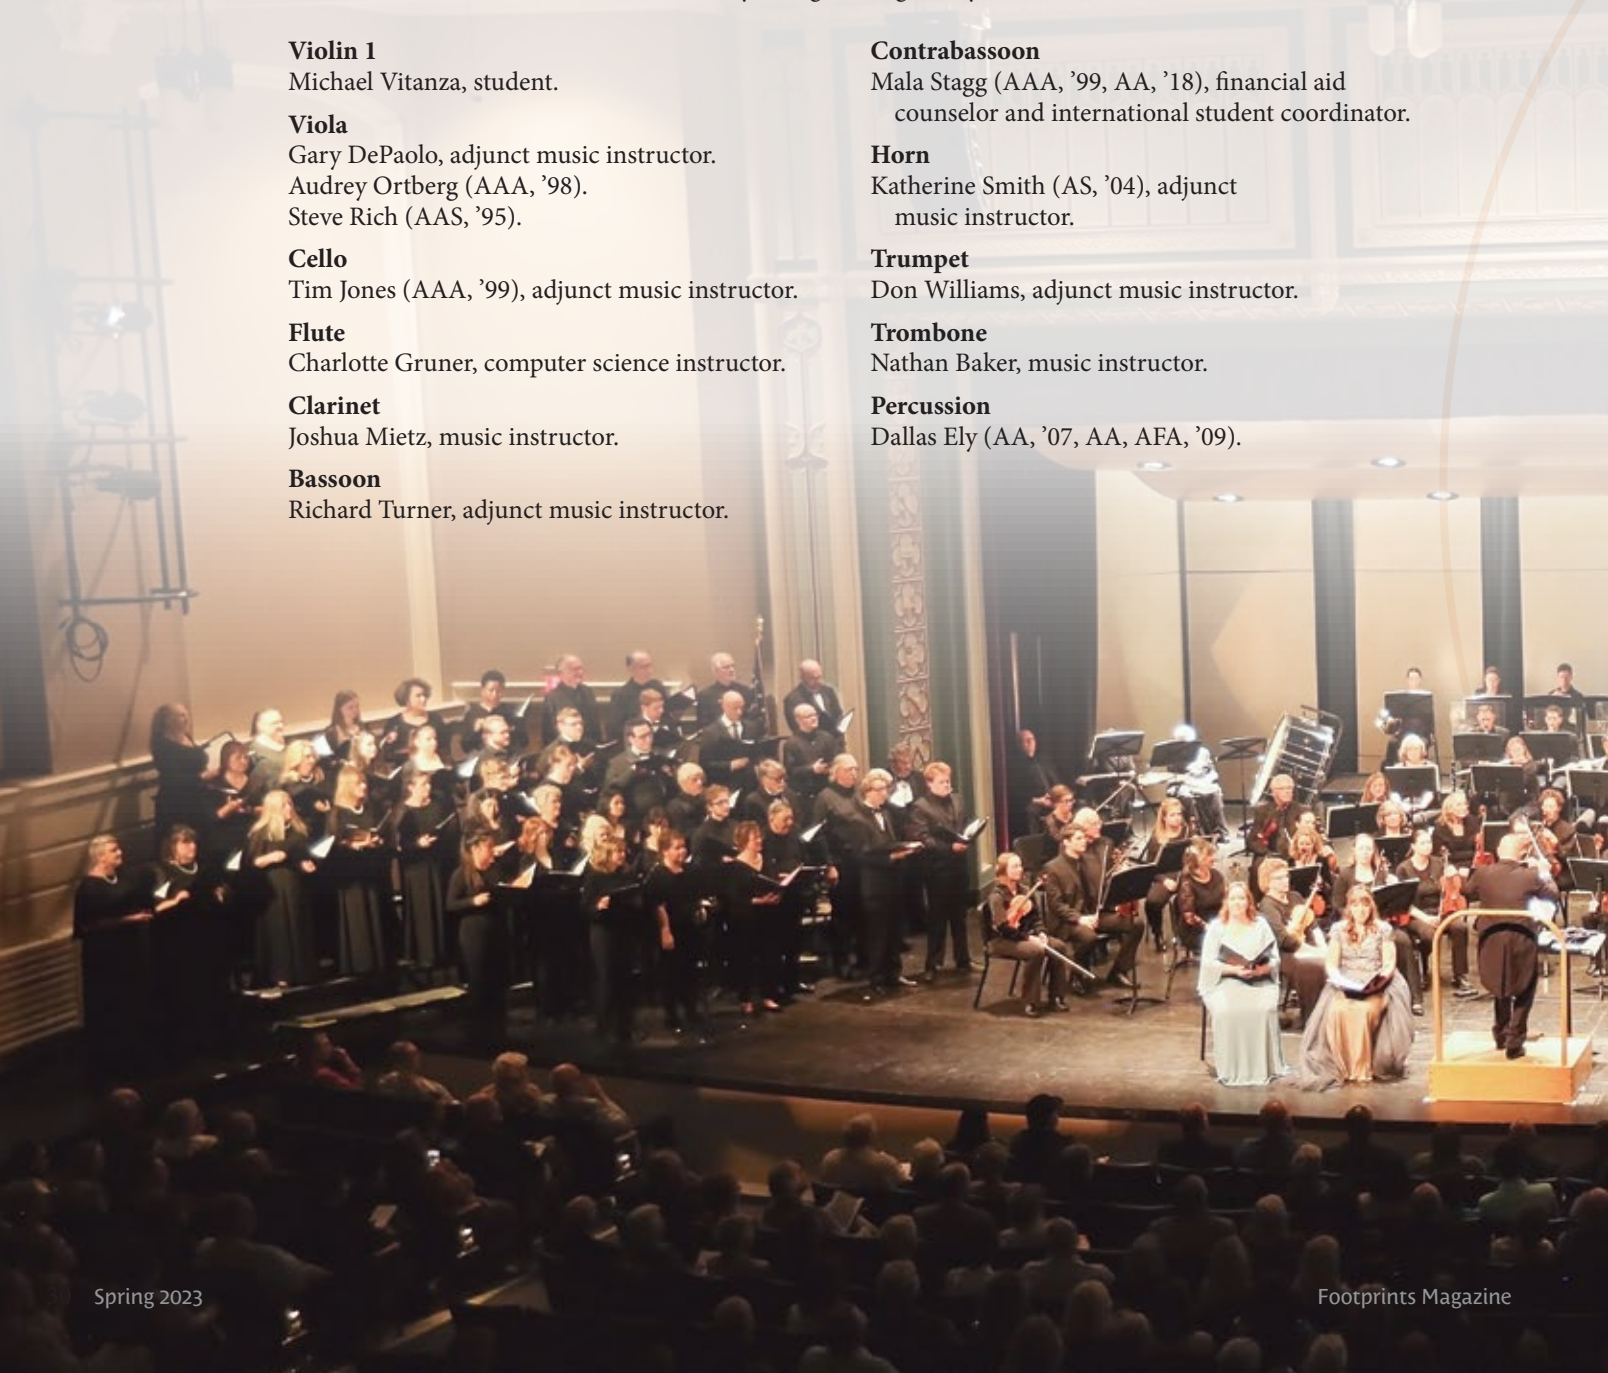 Violin 1
Michael Vitanza, student.
Viola
Gary DePaolo, adjunct music instructor.
Audrey Ortberg (AAA, ’98).
Steve Rich (AAS, ’95).
Cello
Tim Jones (AAA, ’99), adjunct music instructor.
Flute
Charlotte Gruner, computer science instructor.
Clarinet
Joshua Mietz, music instructor.
Bassoon
Richard Turner, adjunct music instructor.
Contrabassoon
Mala Stagg (AAA, ’99, AA, ’18), financial aid
counselor and international student coordinator.
Horn
Katherine Smith (AS, ’04), adjunct
music instructor.
Trumpet
Don Williams, adjunct music instructor.
Trombone
Nathan Baker, music instructor.
Percussion
Dallas Ely (AA, ’07, AA, AFA, ’09).
Spring 2023
Footprints Magazine